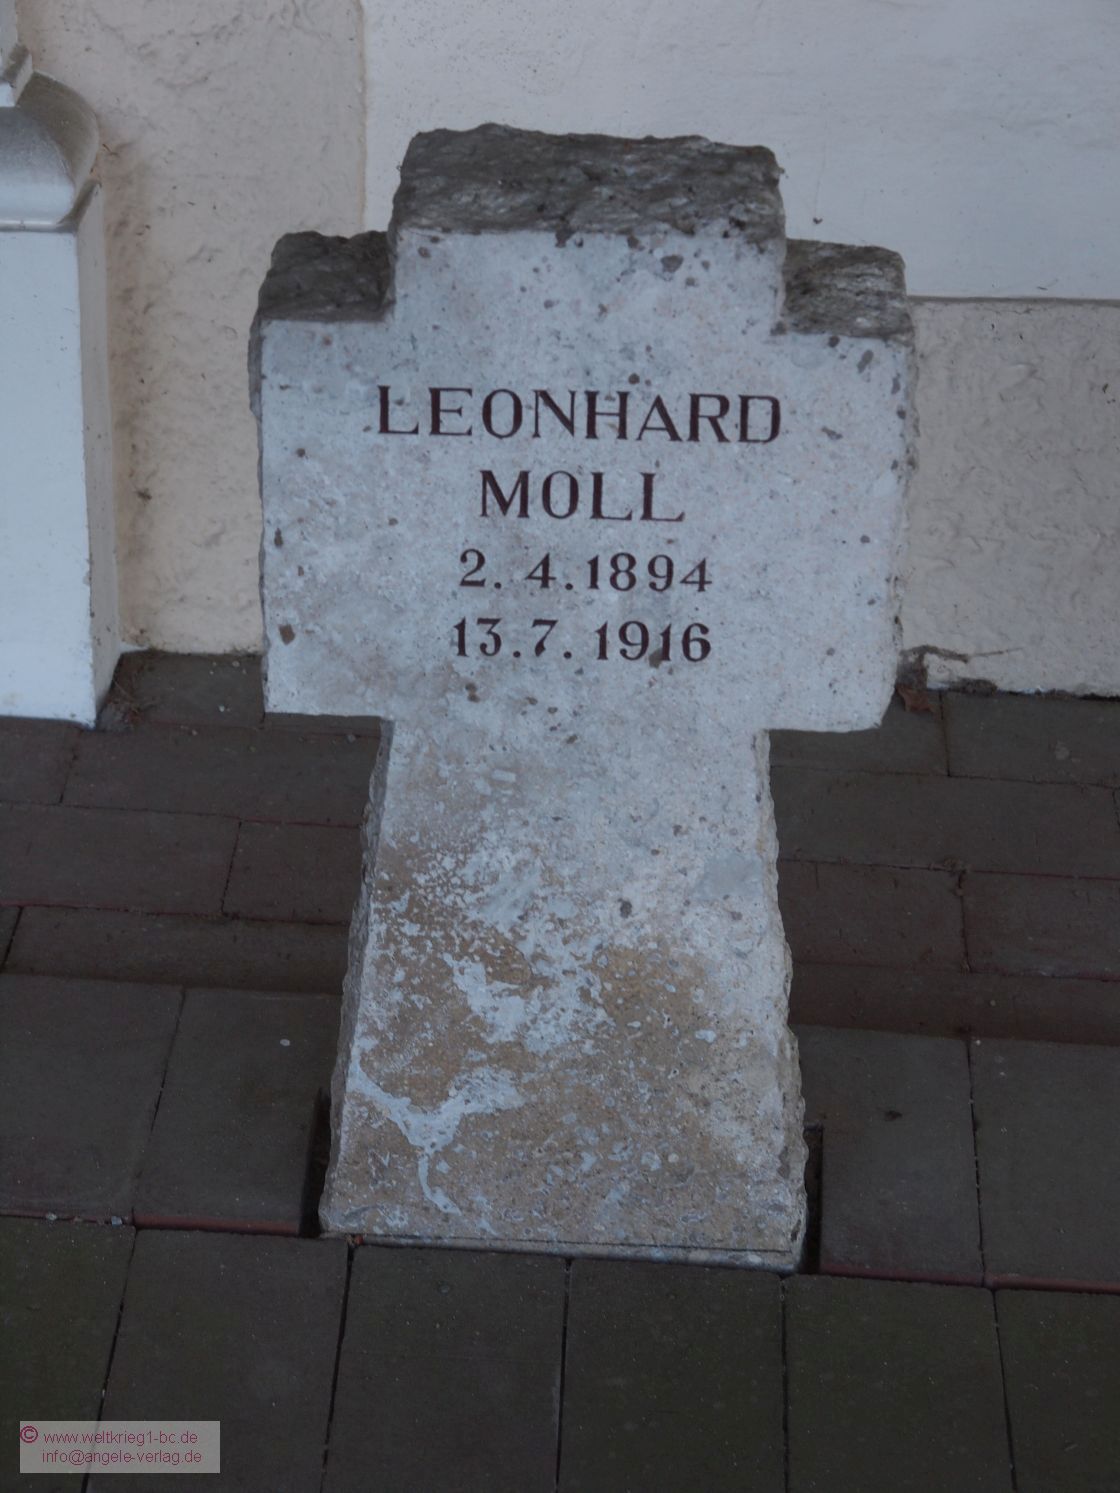 LEONHARD
MOLL
2.4.1894
13.7.1916
© www.weltkrieg1-bc.de
info@angele-verlag.de